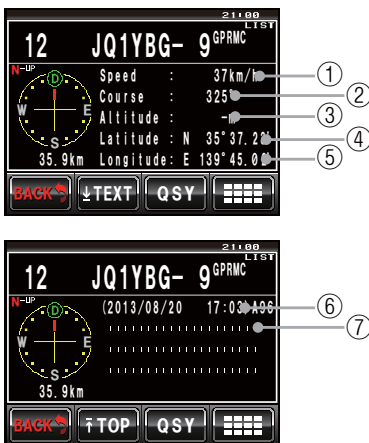 21:00
LIST
12 JQ1YBG- 9 GPRMC
N-UP
D
W E
S
35.9km
Speed : 37km/h ①
Course : 325° ②
Altitude : -m ③
Latitude : N 35°37.2 ④
Longitude: E 139°45.0 ⑤
BACK TEXT QSY
21:00
LIST
12 JQ1YBG- 9 GPRMC
N-UP
D
W E
S
35.9km
(2013/08/20 17:03 A96 ⑥
⑦
BACK TOP QSY